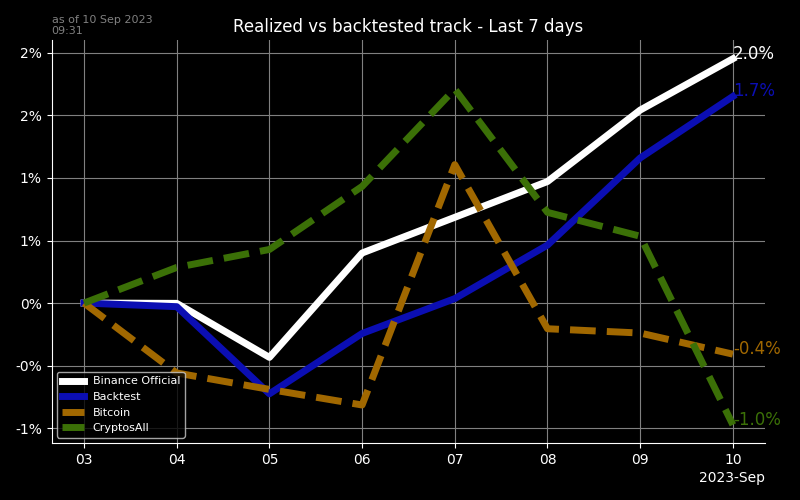 as of 10 Sep 2023
09:31
Realized vs backtested track - Last 7 days
2%
2%
1%
1%
0%
-0%
-1%
2.0%
1.7%
-0.4%
-1.0%
Binance Official
Backtest
Bitcoin
CryptosAll
03 04 05 06 07 08 09 10
2023-Sep